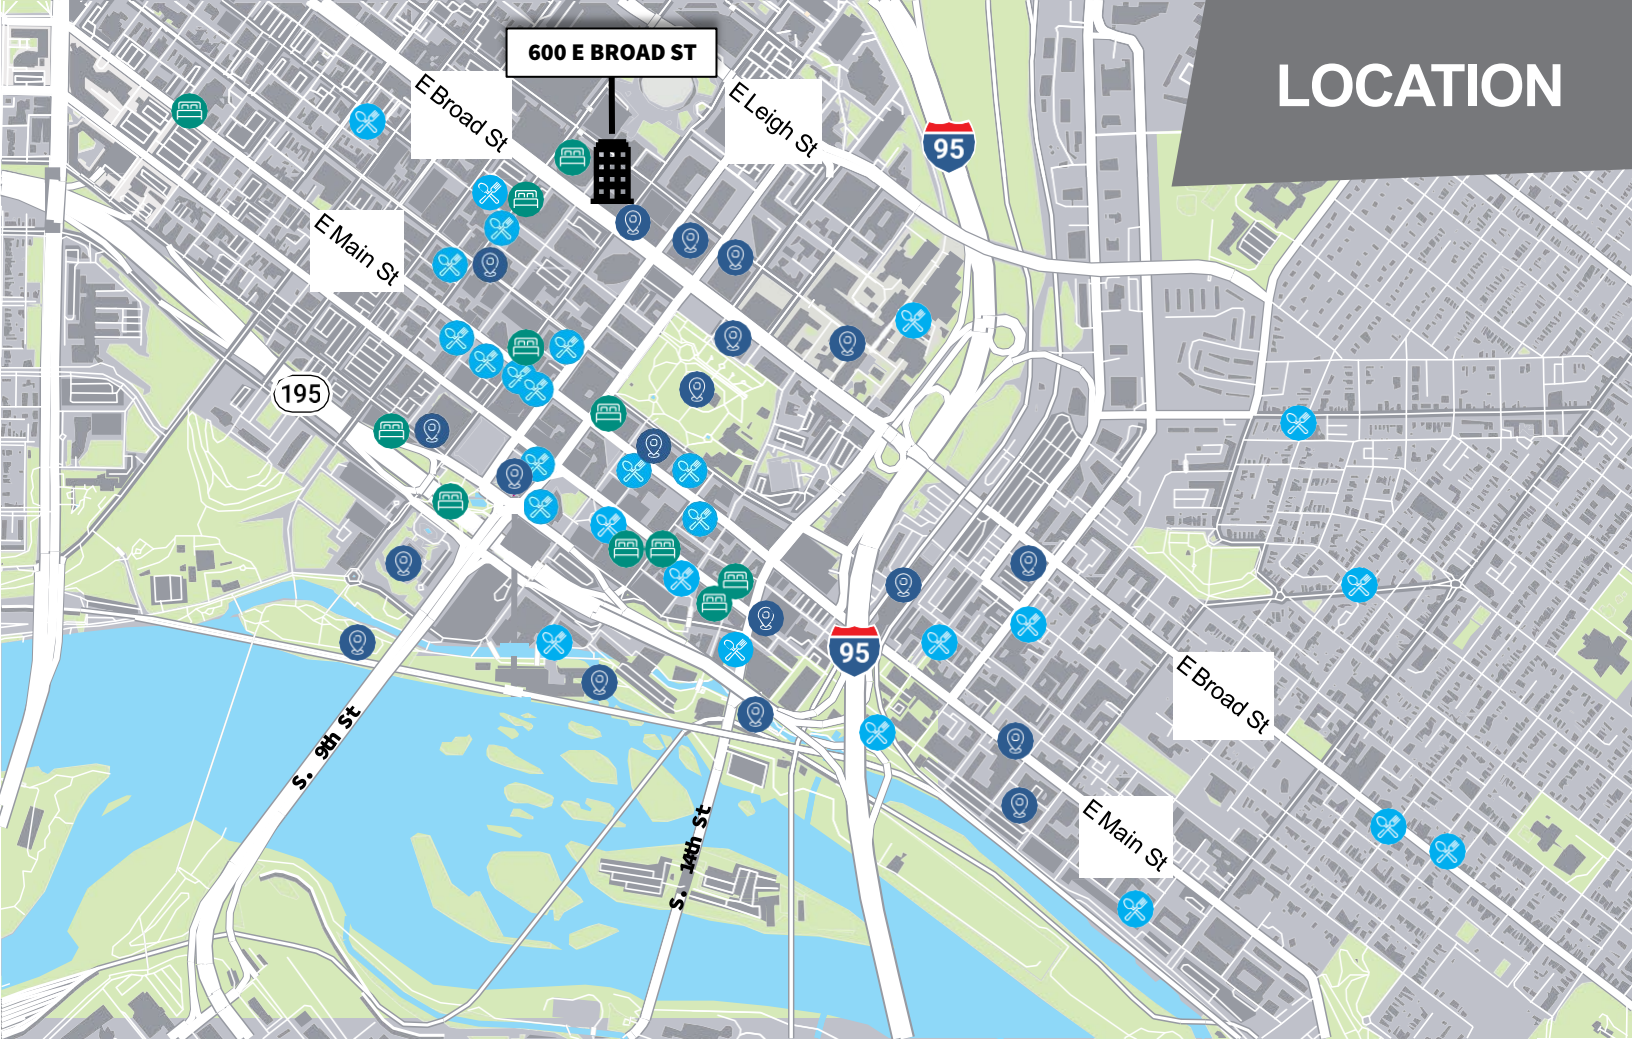 600 E BROAD ST
LOCATION
E Broad St
E Leigh St
95
E Main St
195
95
E Broad St
s. 9th St
s. 14th St
E Main St